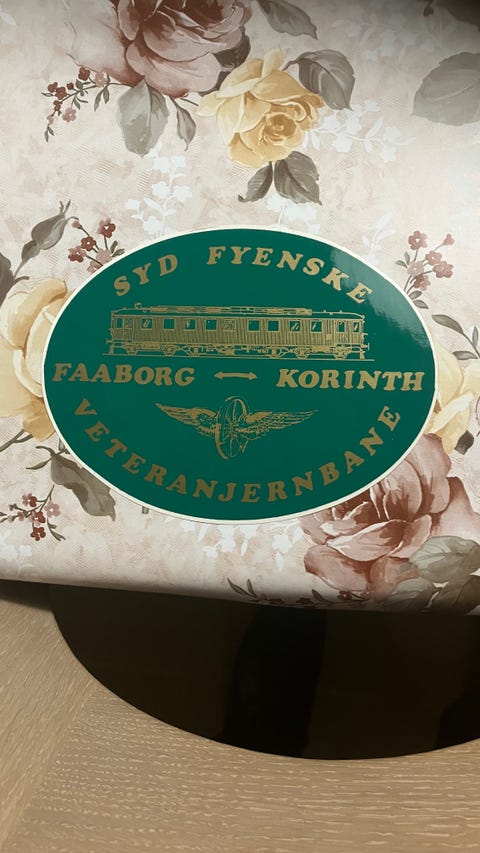 SYD FYENSKE
FAABORG ⟷ KORINTH
VETERANJERNBANE